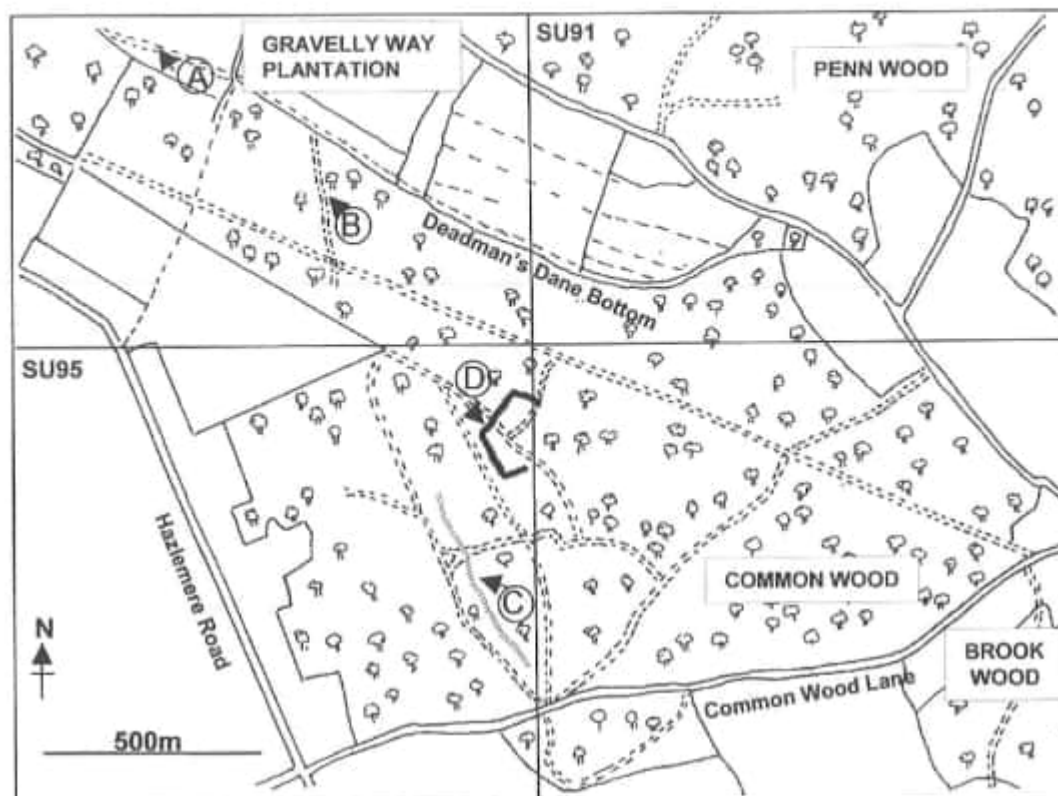 GRAVELLY WAY
PLANTATION
SU91
PENN WOOD
A
B
Deadman's Dane Bottom
SU95
D
Hazlemere Road
C
COMMON WOOD
N
BROOK
WOOD
Common Wood Lane
500m